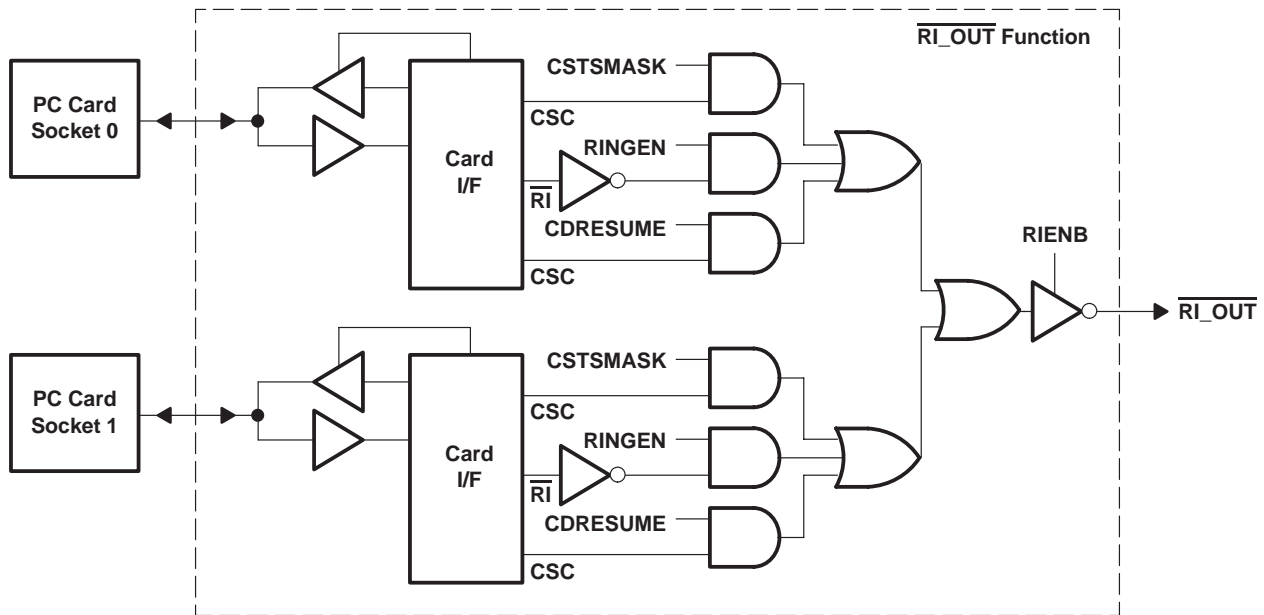 RI_OUT Function
PC Card
Socket 0
Card
I/F
CSTSMASK
CSC
RINGEN
RI
CDRESUME
CSC
RIENB
RI_OUT
PC Card
Socket 1
Card
I/F
CSTSMASK
CSC
RINGEN
RI
CDRESUME
CSC